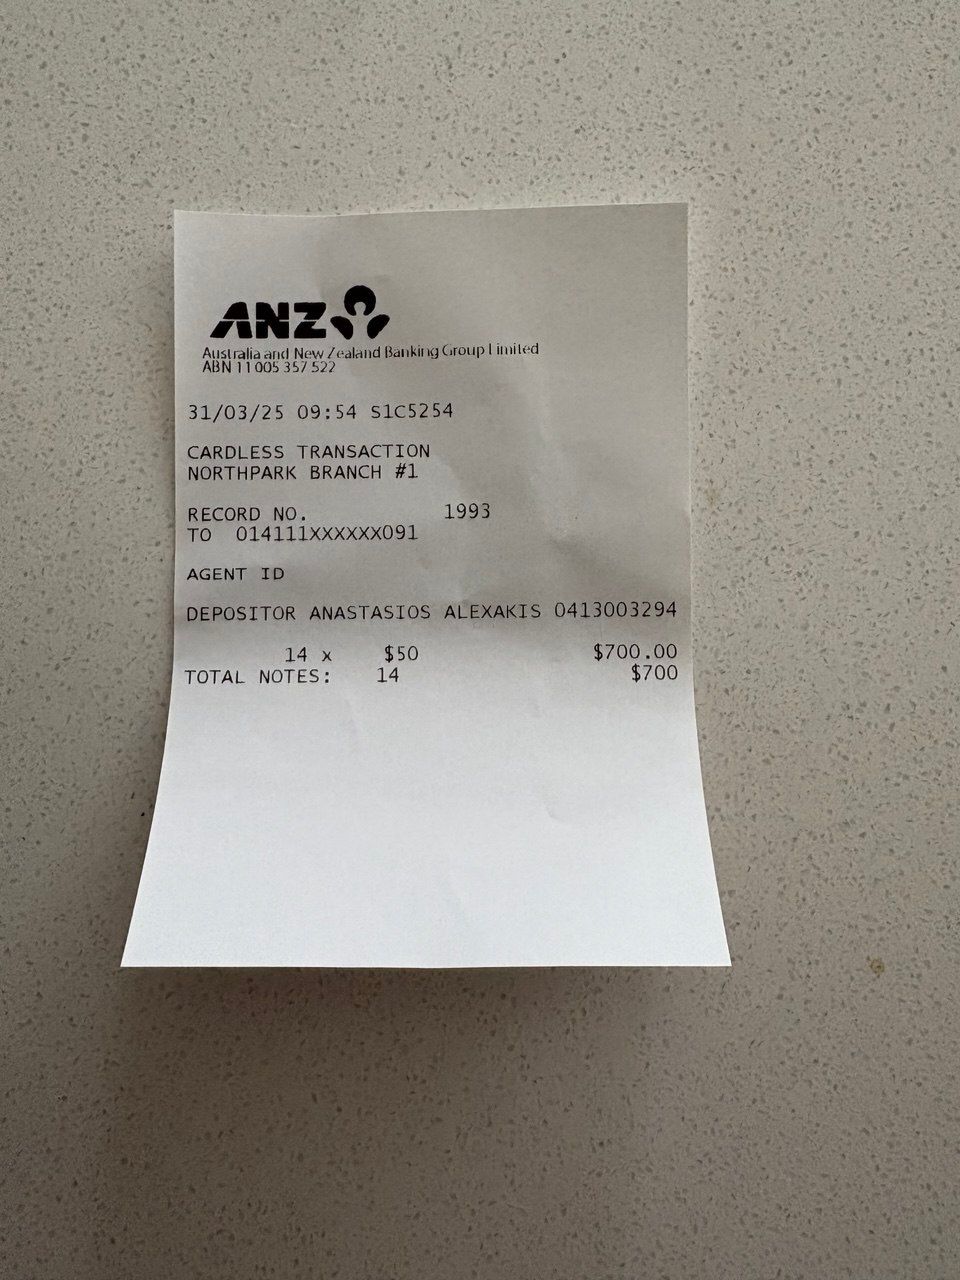 ANZ
Australia and New Zealand Banking Group Limited
ABN 11 005 357 522
31/03/25 09:54 S1C5254
CARDLESS TRANSACTION
NORTHPARK BRANCH #1
RECORD NO. 1993
TO 014111XXXXXX091
AGENT ID
DEPOSITOR ANASTASIOS ALEXAKIS 0413003294
14 x $50 $700.00
TOTAL NOTES: 14 $700